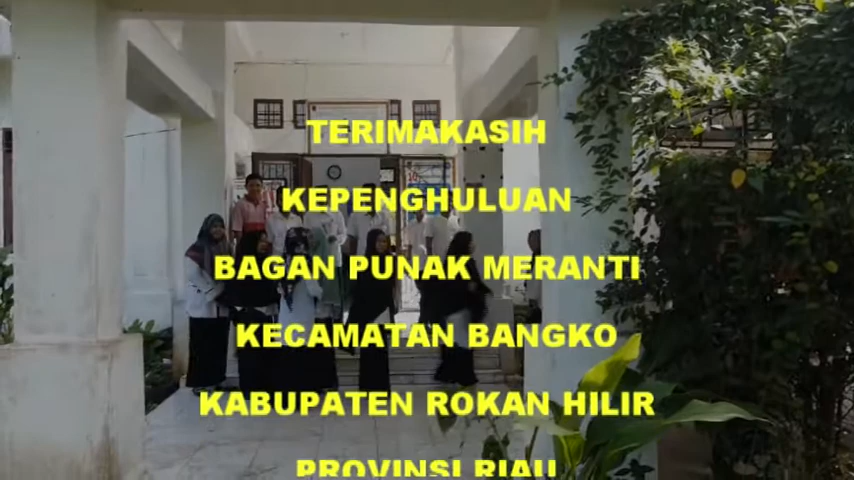 TERIMAKASIH
KEPENGHULUAN
BAGAN PUNAK MERANTI
KECAMATAN BANGKO
KABUPATEN ROKAN HILIR
PROVINSI RIAU